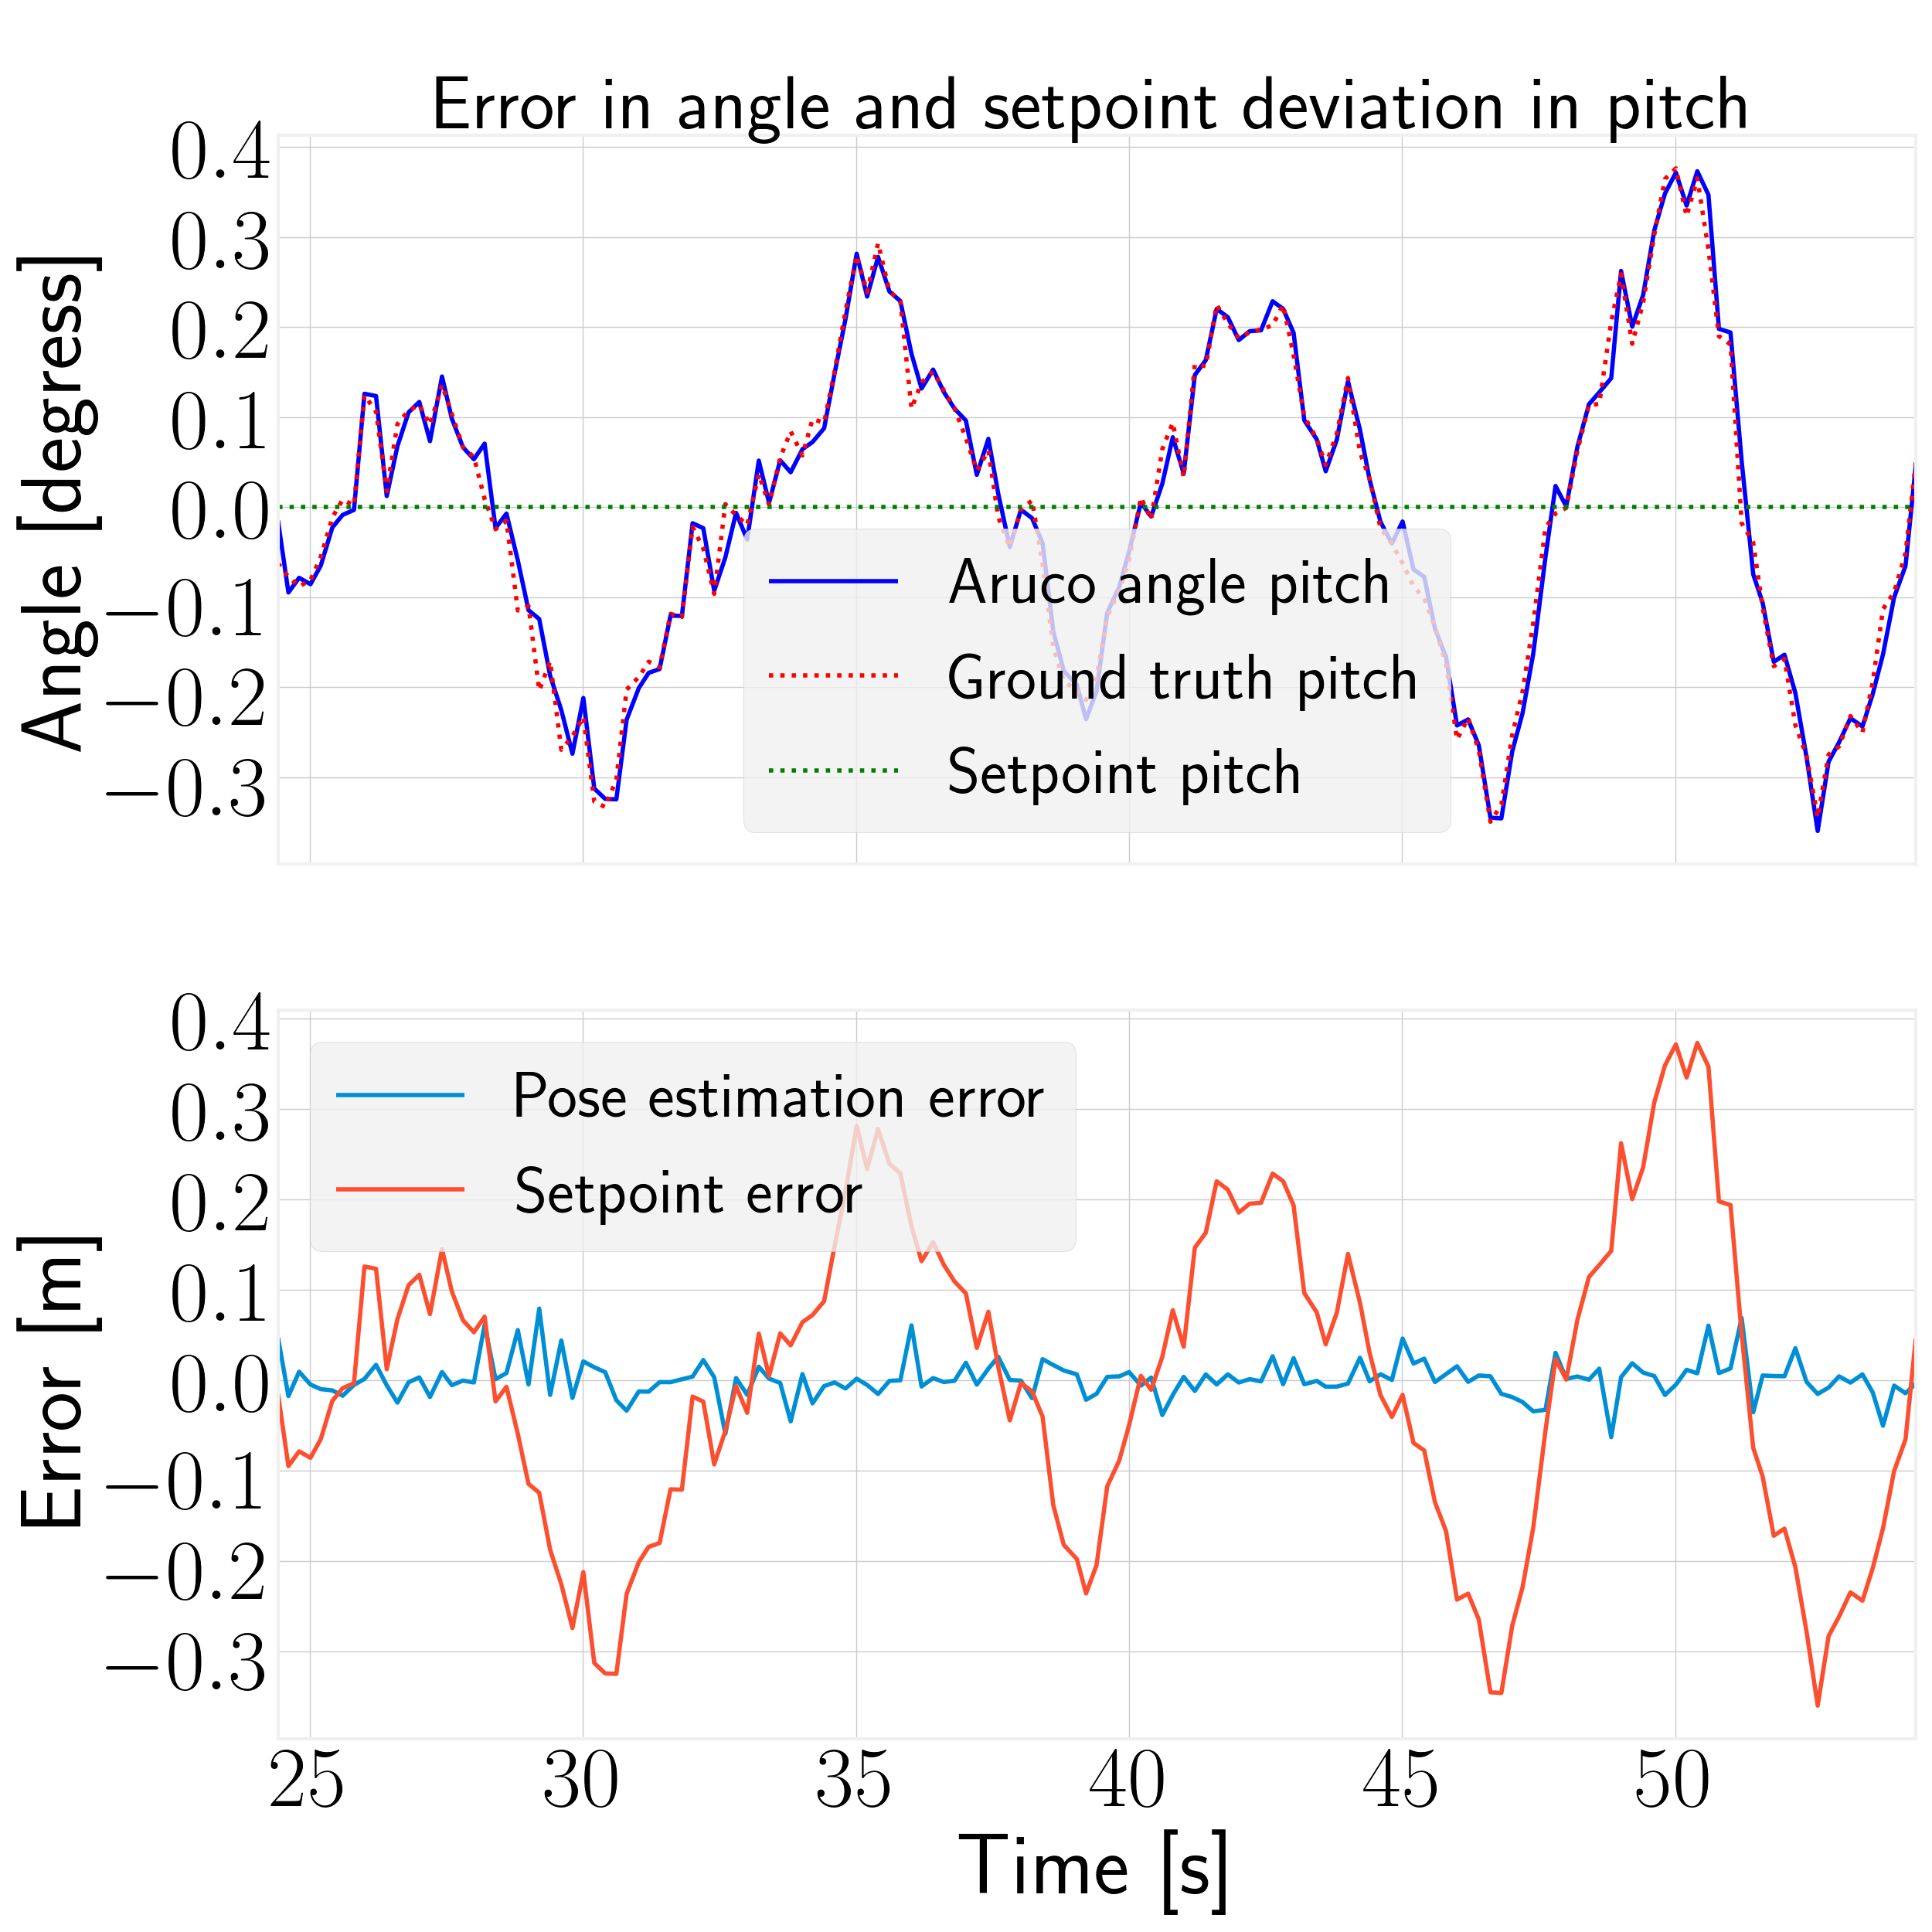 Error in angle and setpoint deviation in pitch
Angle [degress]
0.4
0.3
0.2
0.1
0.0
−0.1
−0.2
−0.3
Aruco angle pitch
Ground truth pitch
Setpoint pitch
Error [m]
0.4
0.3
0.2
0.1
0.0
−0.1
−0.2
−0.3
Pose estimation error
Setpoint error
25 30 35 40 45 50
Time [s]